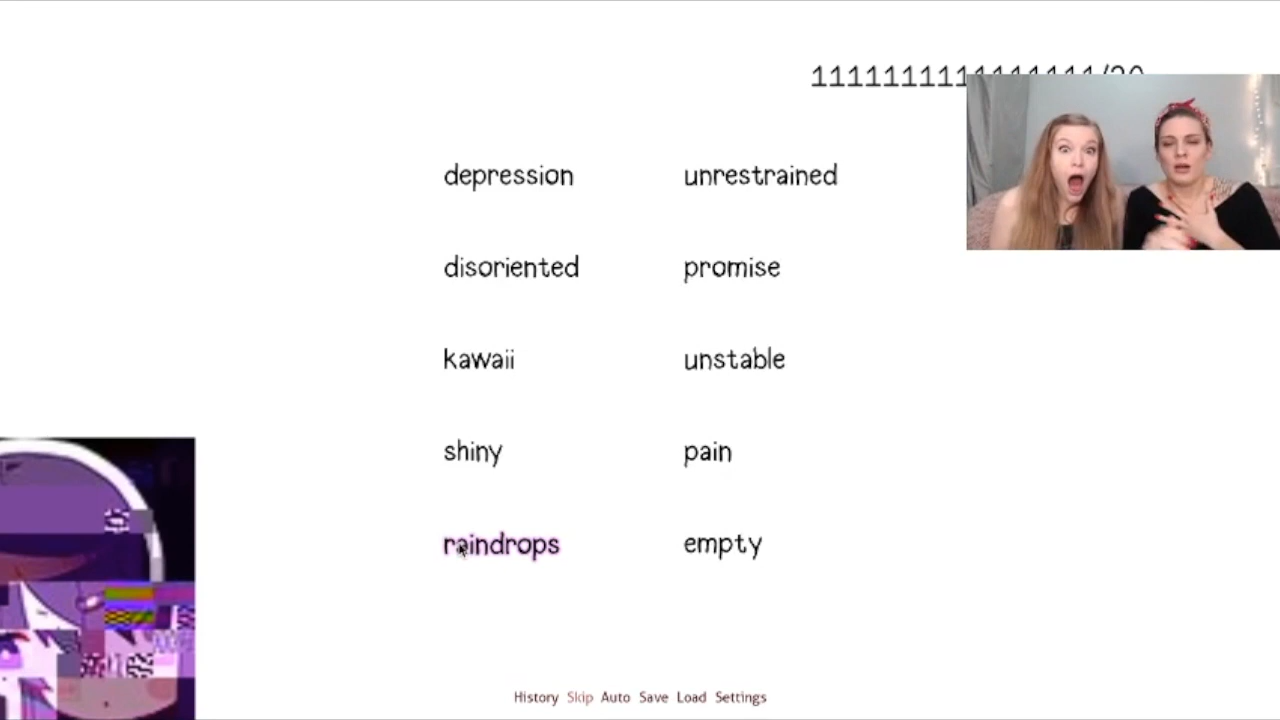 depression unrestrained
disoriented promise
kawaii unstable
shiny pain
raindrops empty
History Skip Auto Save Load Settings